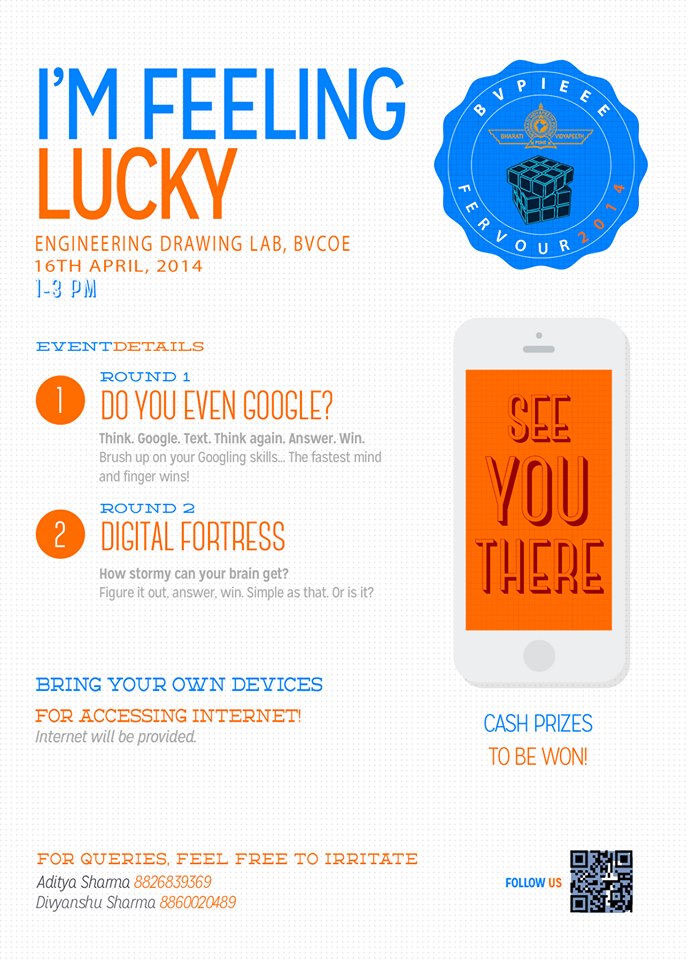 I'M FEELING
LUCKY
ENGINEERING DRAWING LAB, BVCOE
16TH APRIL, 2014
1-3 PM
BVPIEEE
BHARATI VIDYAPEETH
PUNE
FERVOUR 2014
EVENTDETAILS
1
ROUND 1
DO YOU EVEN GOOGLE?
Think. Google. Text. Think again. Answer. Win.
Brush up on your Googling skills... The fastest mind
and finger wins!
2
ROUND 2
DIGITAL FORTRESS
How stormy can your brain get?
Figure it out, answer, win. Simple as that. Or is it?
SEE
YOU
THERE
BRING YOUR OWN DEVICES
FOR ACCESSING INTERNET!
Internet will be provided.
CASH PRIZES
TO BE WON!
FOR QUERIES, FEEL FREE TO IRRITATE
Aditya Sharma 8826839369
Divyanshu Sharma 8860020489
FOLLOW US